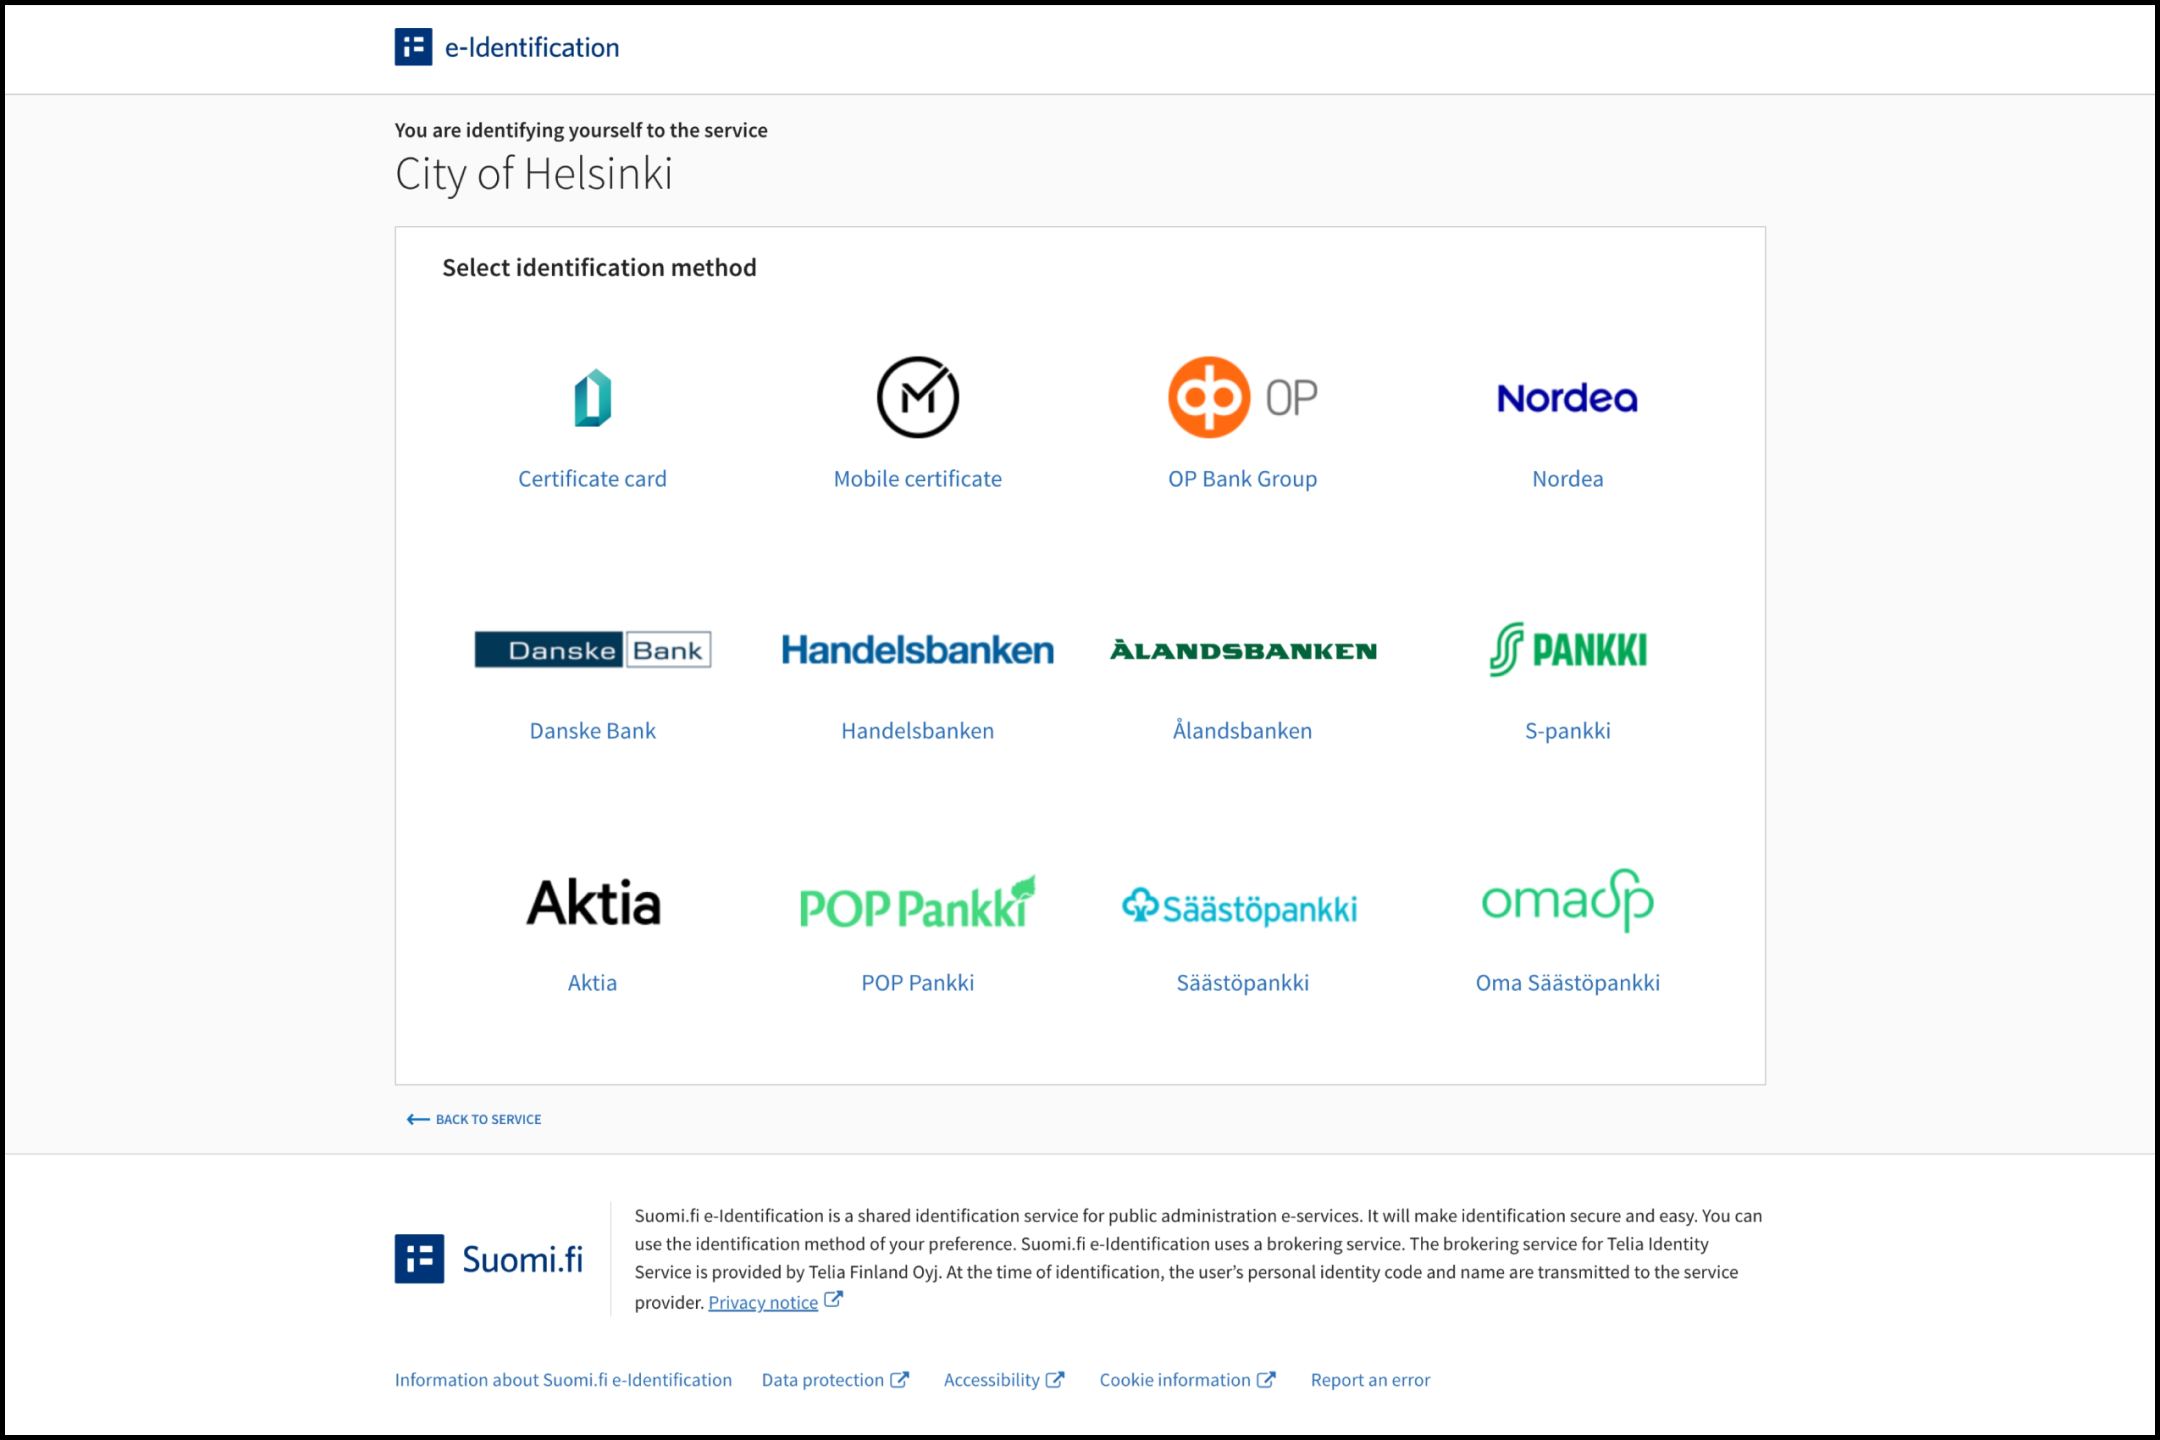 e-Identification
You are identifying yourself to the service
City of Helsinki
Select identification method
OP
Nordea
Certificate card
Mobile certificate
OP Bank Group
Nordea
Danske Bank
Handelsbanken
ÅLANDSBANKEN
S PANKKI
Danske Bank
Handelsbanken
Ålandsbanken
S-pankki
Aktia
POP Pankki
Säästöpankki
omasp
Aktia
POP Pankki
Säästöpankki
Oma Säästöpankki
BACK TO SERVICE
Suomi.fi
Suomi.fi e-Identification is a shared identification service for public administration e-services. It will make identification secure and easy. You can
use the identification method of your preference. Suomi.fi e-Identification uses a brokering service. The brokering service for Telia Identity
Service is provided by Telia Finland Oyj. At the time of identification, the user's personal identity code and name are transmitted to the service
provider. Privacy notice
Information about Suomi.fi e-Identification Data protection Accessibility Cookie information Report an error